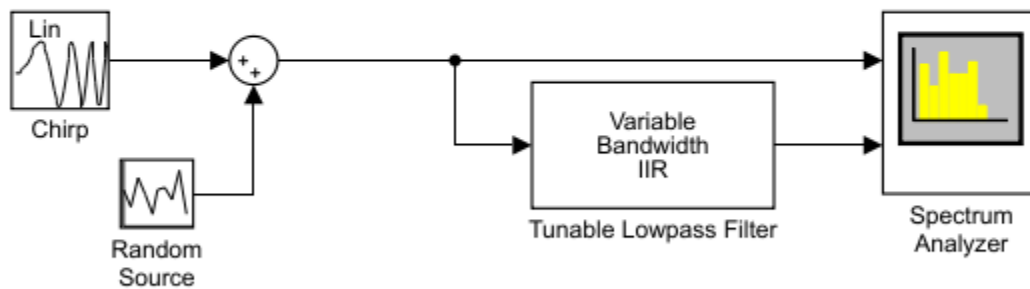 Lin
Chirp
+
+
Random
Source
Variable
Bandwidth
IIR
Tunable Lowpass Filter
Spectrum
Analyzer